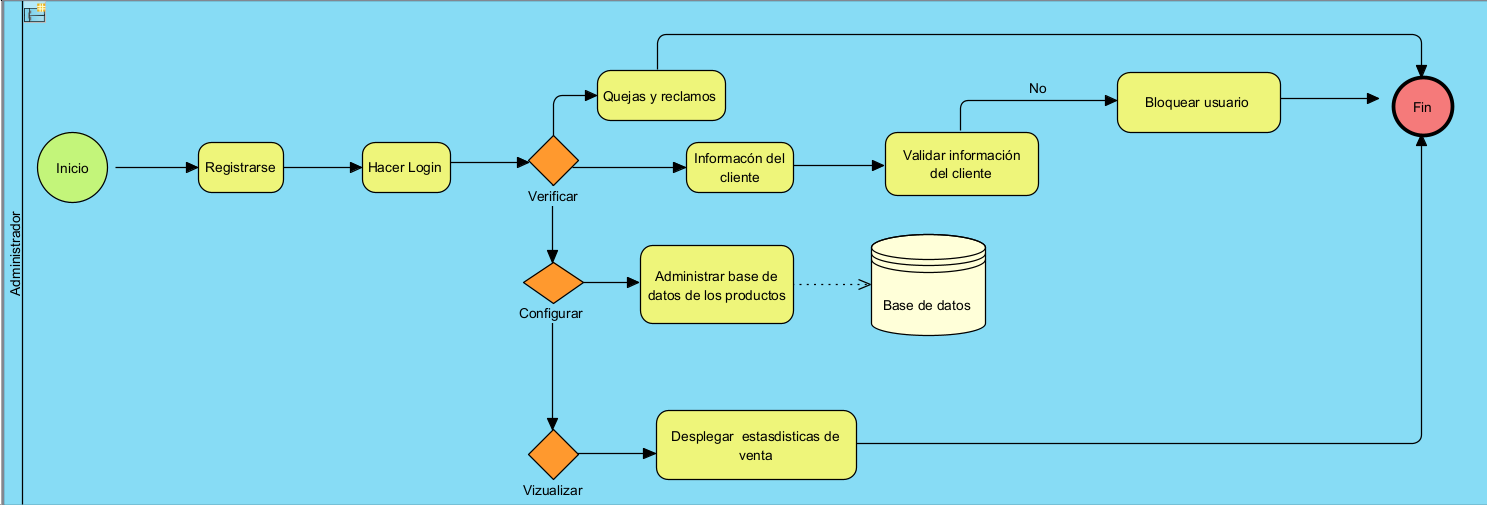 Administrador
Inicio
Registrarse
Hacer Login
Verificar
Quejas y reclamos
Informacón del
cliente
Validar información
del cliente
No
Bloquear usuario
Fin
Configurar
Administrar base de
datos de los productos
Base de datos
Vizualizar
Desplegar estasdisticas de
venta